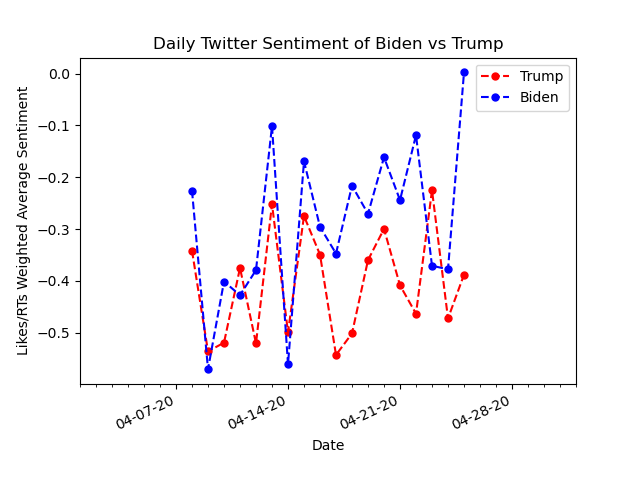 Daily Twitter Sentiment of Biden vs Trump
Trump
Biden
Likes/RTs Weighted Average Sentiment
0.0
−0.1
−0.2
−0.3
−0.4
−0.5
04-07-20
04-14-20
04-21-20
04-28-20
Date